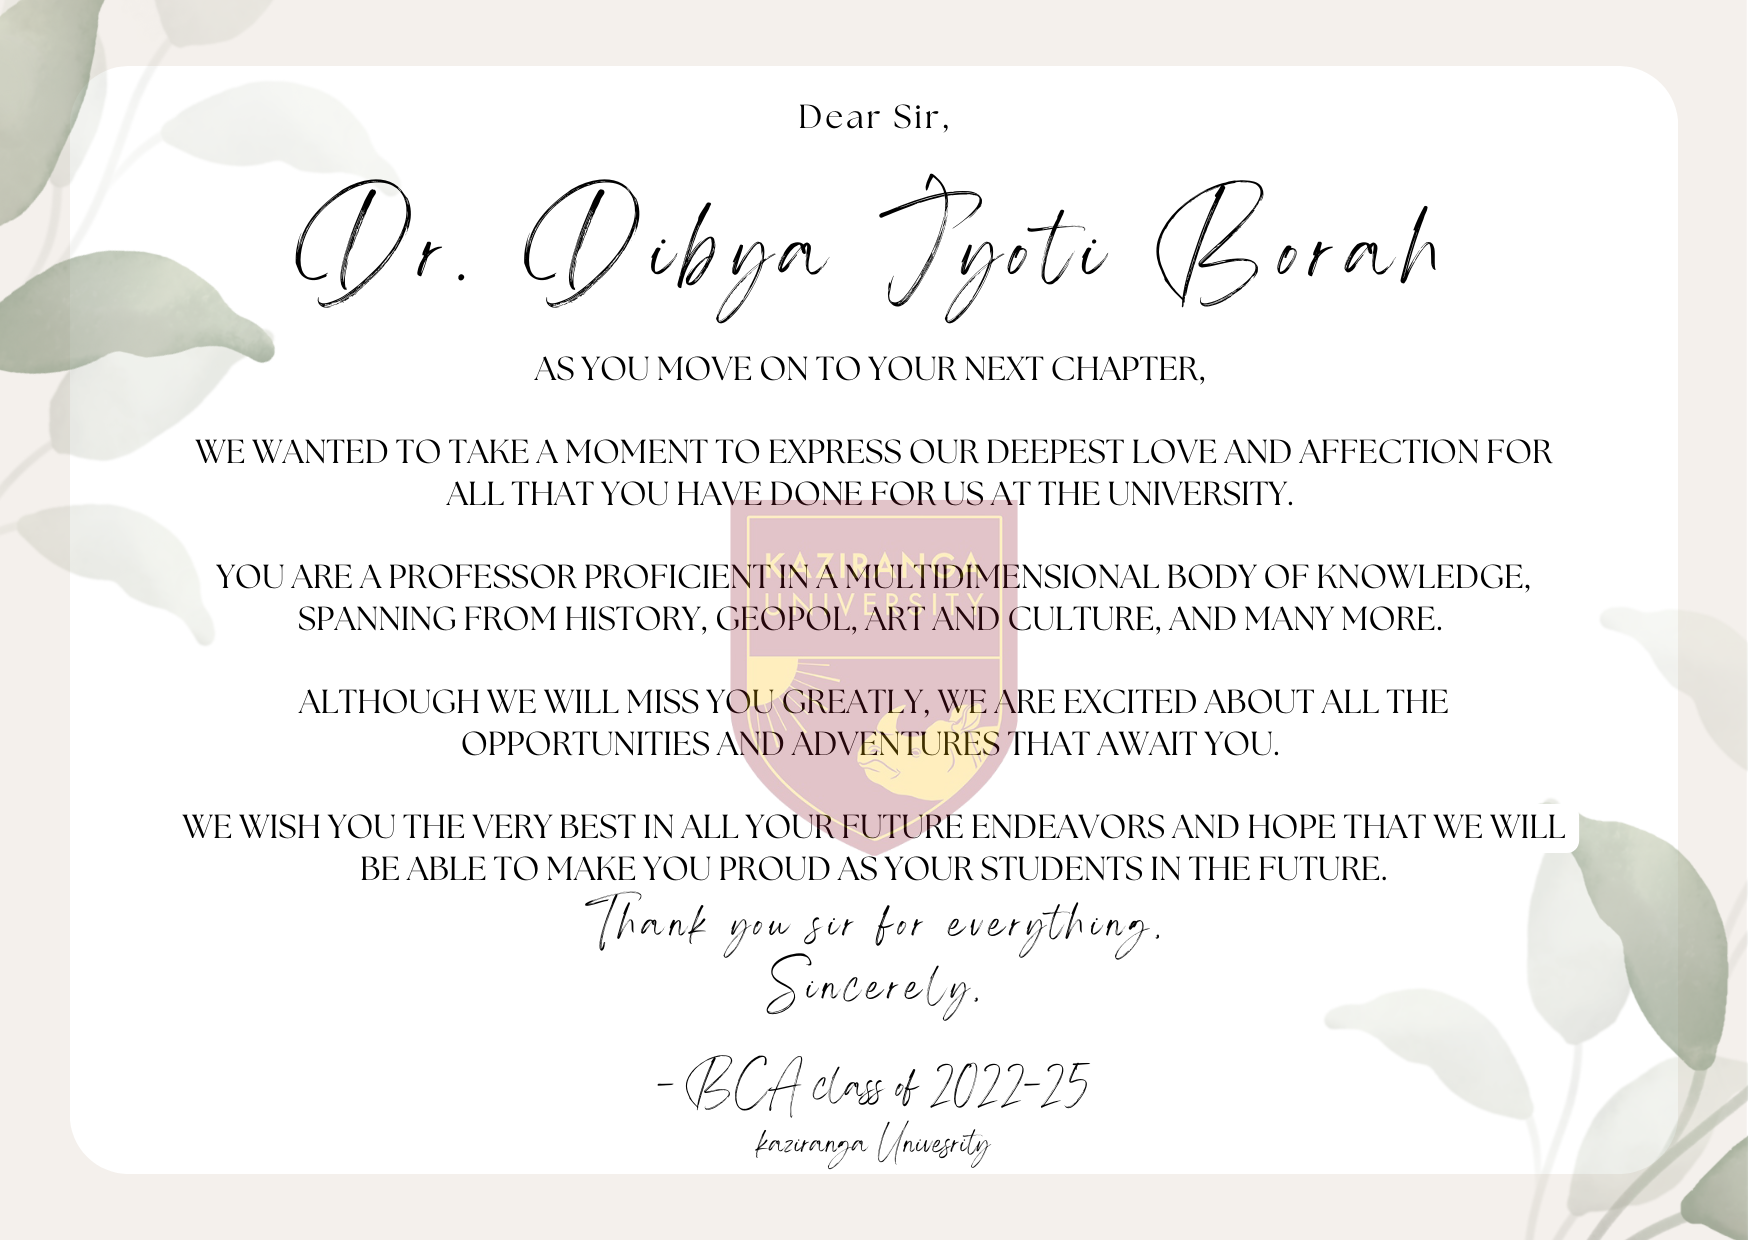 Dear Sir,
Dr. Dibya Jyoti Borah
AS YOU MOVE ON TO YOUR NEXT CHAPTER,
WE WANTED TO TAKE A MOMENT TO EXPRESS OUR DEEPEST LOVE AND AFFECTION FOR
ALL THAT YOU HAVE DONE FOR US AT THE UNIVERSITY.
YOU ARE A PROFESSOR PROFICIENT IN A MULTIDIMENSIONAL BODY OF KNOWLEDGE,
SPANNING FROM HISTORY, GEOPOL, ART AND CULTURE, AND MANY MORE.
KAZIRANGA
UNIVERSITY
ALTHOUGH WE WILL MISS YOU GREATLY, WE ARE EXCITED ABOUT ALL THE
OPPORTUNITIES AND ADVENTURES THAT AWAIT YOU.
WE WISH YOU THE VERY BEST IN ALL YOUR FUTURE ENDEAVORS AND HOPE THAT WE WILL
BE ABLE TO MAKE YOU PROUD AS YOUR STUDENTS IN THE FUTURE.
Thank you sir for everything.
Sincerely,
- BCA class of 2022-25
kaziranga Univesrity